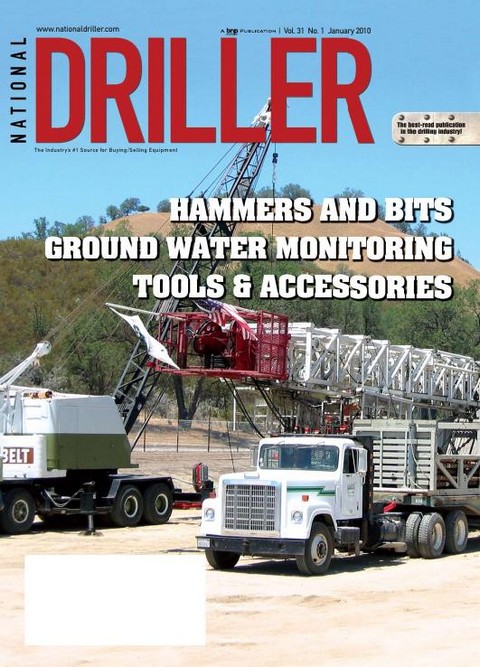 www.nationaldriller.com
A bnp PUBLICATION | Vol. 31 No. 1 January 2010
NATIONAL
DRILLER
The Industry's #1 Source for Buying/Selling Equipment
The best-read publication
in the drilling industry!
HAMMERS AND BITS
GROUND WATER MONITORING
TOOLS & ACCESSORIES
BELT